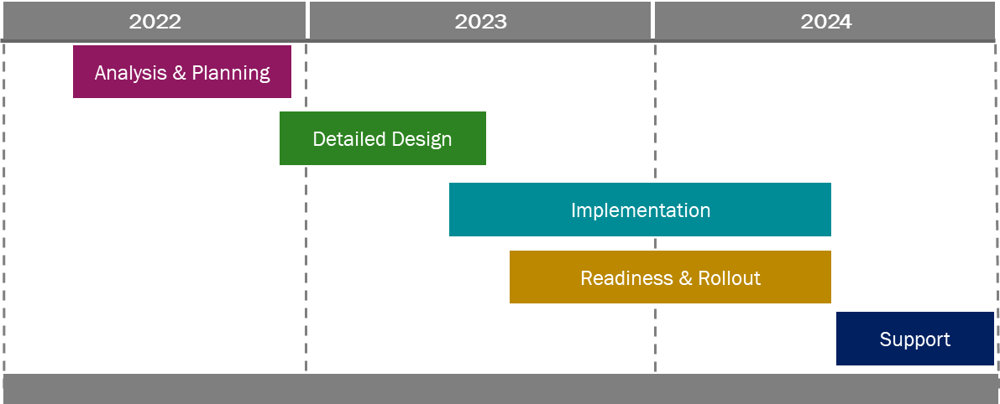 2022 2023 2024
Analysis & Planning
Detailed Design
Implementation
Readiness & Rollout
Support